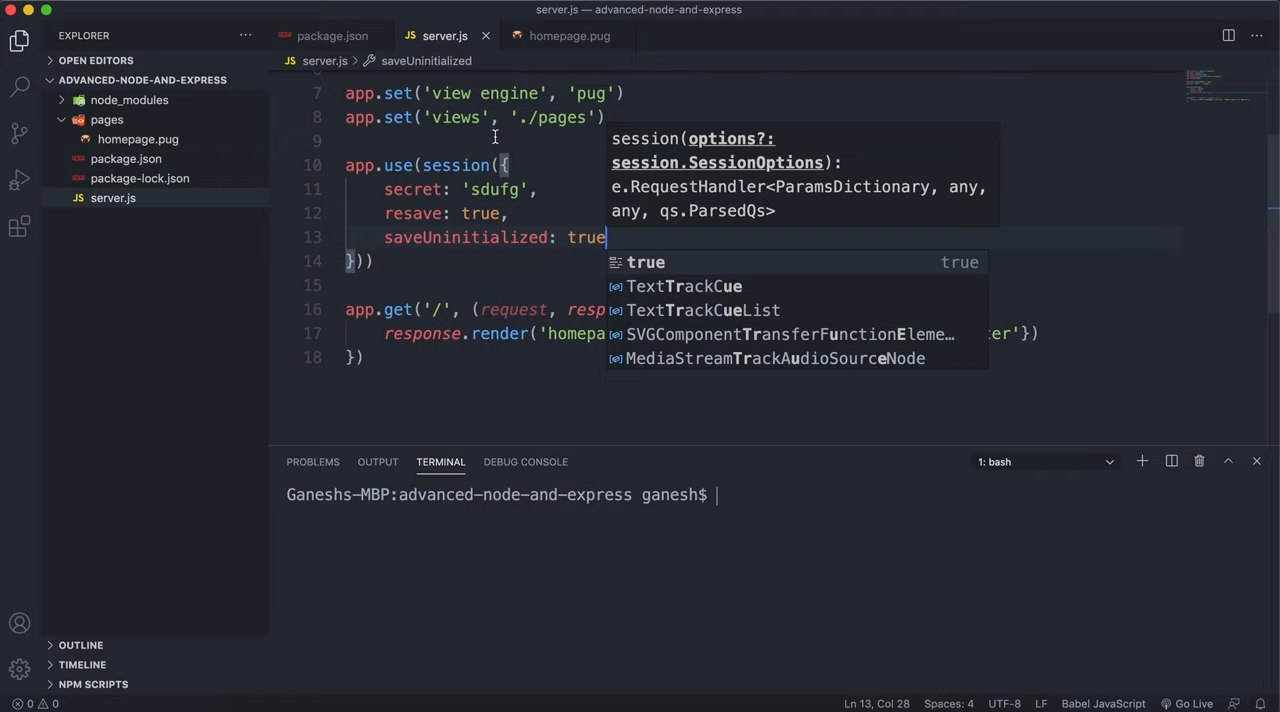 server.js — advanced-node-and-express
EXPLORER
package.json
server.js
homepage.pug
OPEN EDITORS
server.js > saveUninitialized
ADVANCED-NODE-AND-EXPRESS
node_modules
pages
homepage.pug
package.json
package-lock.json
server.js
7 app.set('view engine', 'pug')
8 app.set('views', './pages')
9
10 app.use(session({
11 secret: 'sdufg',
12 resave: true,
13 saveUninitialized: true
14 }))
15
16 app.get('/', (request, resp
17 response.render('homepa ter'})
18 })
session(options?:
session.SessionOptions):
e.RequestHandler<ParamsDictionary, any,
any, qs.ParsedQs>
true true
TextTrackCue
TextTrackCueList
SVGComponentTransferFunctionEleme…
MediaStreamTrackAudioSourceNode
PROBLEMS OUTPUT TERMINAL DEBUG CONSOLE 1: bash
Ganeshs-MBP:advanced-node-and-express ganesh$
OUTLINE
TIMELINE
NPM SCRIPTS
0 0 Ln 13, Col 28 Spaces: 4 UTF-8 LF Babel JavaScript Go Live